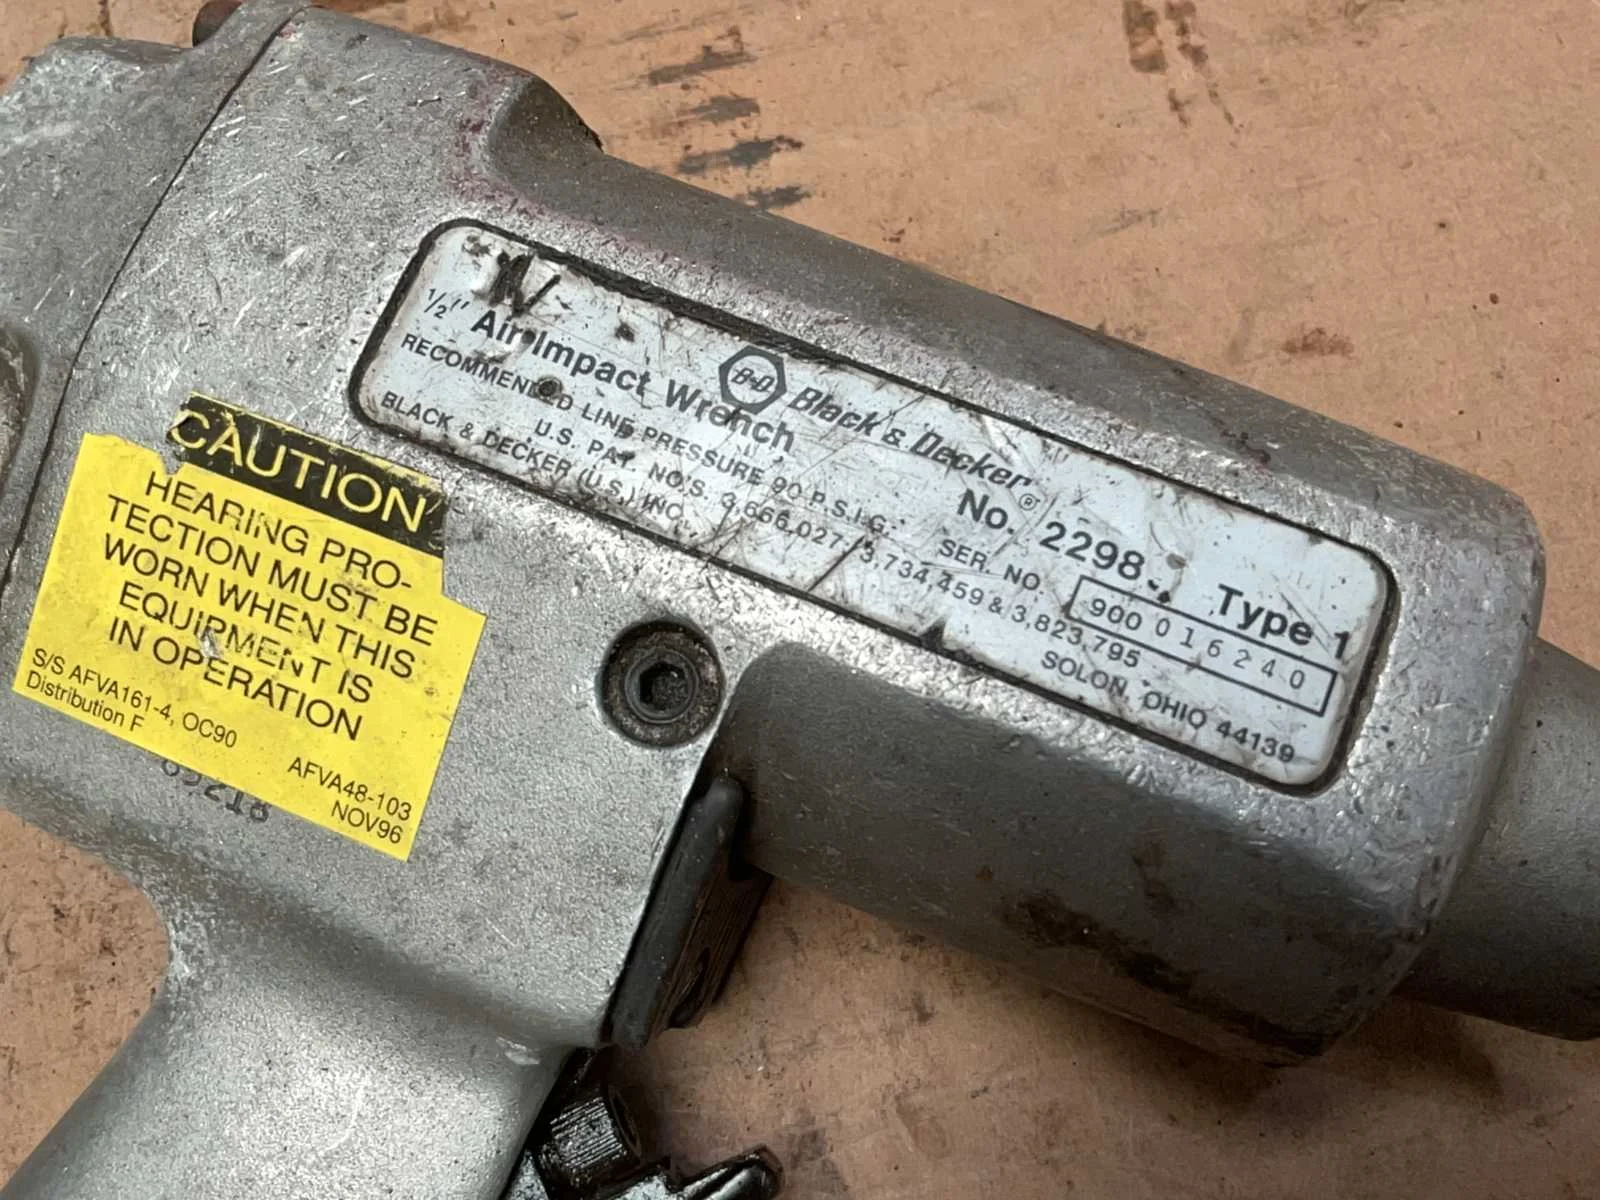 B&D Black & Decker®
1/2" Air Impact Wrench No. 2298- Type 1
RECOMMENDED LINE PRESSURE 90 P.S.I.G. SER. NO. 900 016240
U.S. PAT. NO'S. 3,666,027, 3,734,459 & 3,823,795
BLACK & DECKER (U.S.) INC. SOLON, OHIO 44139
CAUTION
HEARING PRO-
TECTION MUST BE
WORN WHEN THIS
EQUIPMENT IS
IN OPERATION
S/S AFVA161-4, OC90
Distribution F
AFVA48-103
NOV96